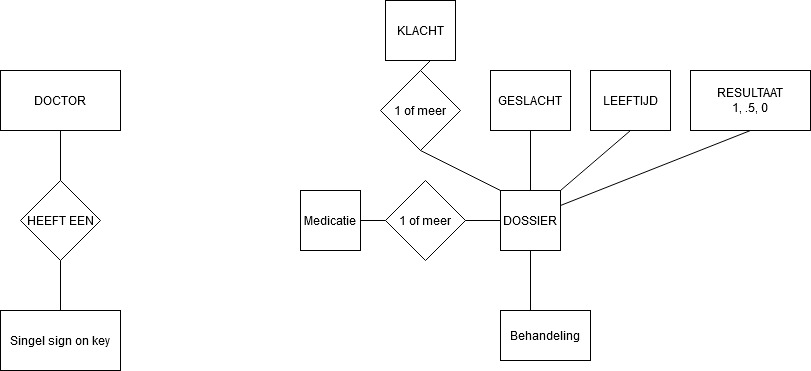 KLACHT
DOCTOR
1 of meer
GESLACHT
LEEFTIJD
RESULTAAT
1, .5, 0
HEEFT EEN
Medicatie
1 of meer
DOSSIER
Singel sign on key
Behandeling